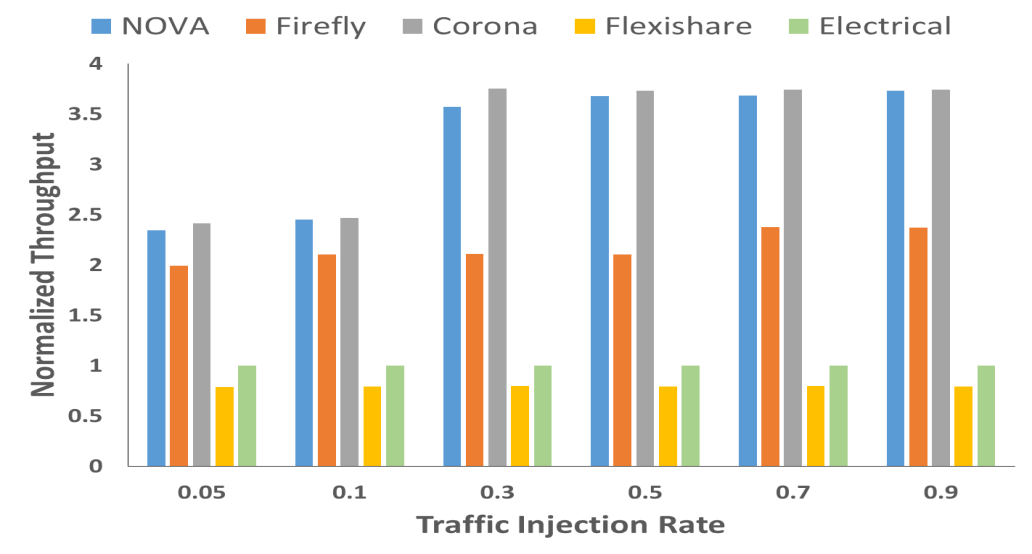 NOVA Firefly Corona Flexishare Electrical
4
3.5
3
2.5
2
1.5
1
0.5
0
Normalized Throughput
0.05 0.1 0.3 0.5 0.7 0.9
Traffic Injection Rate